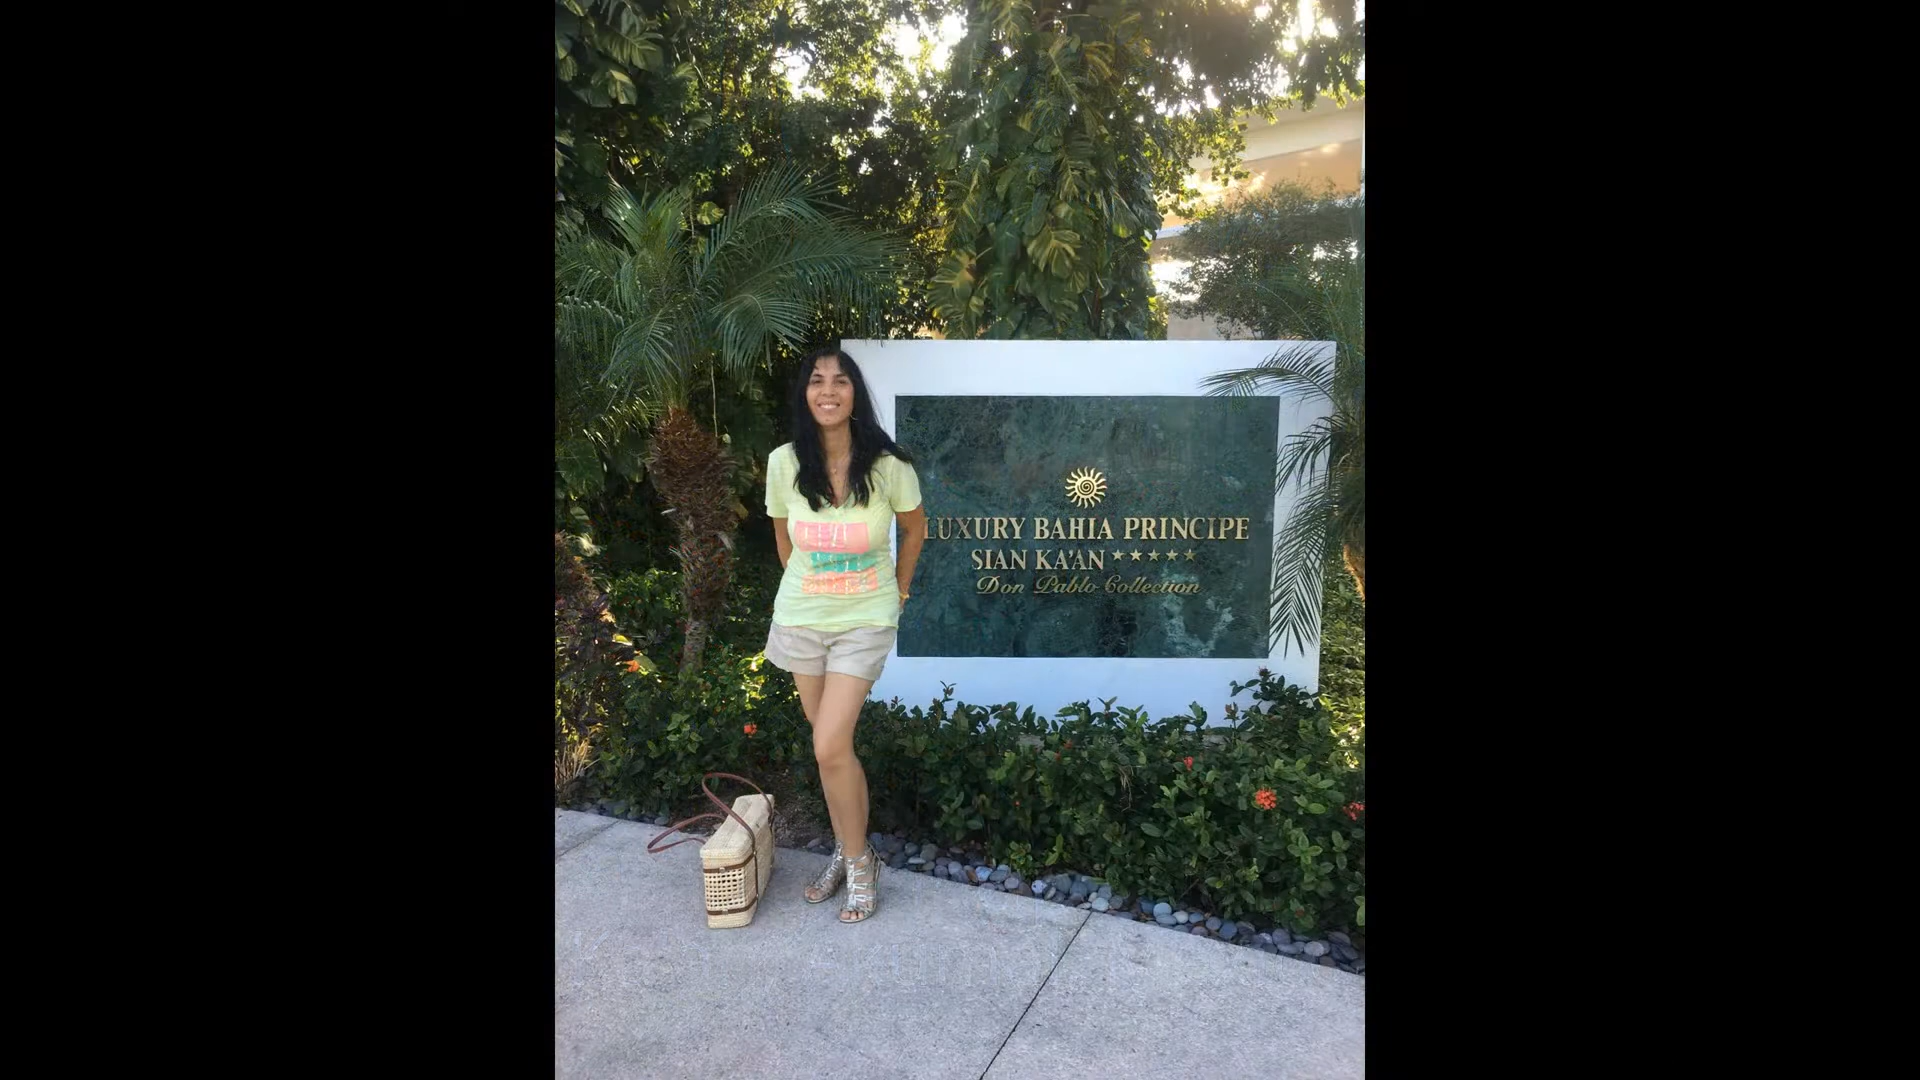 LUXURY BAHIA PRINCIPE
SIAN KA'AN ★★★★★
Don Pablo Collection